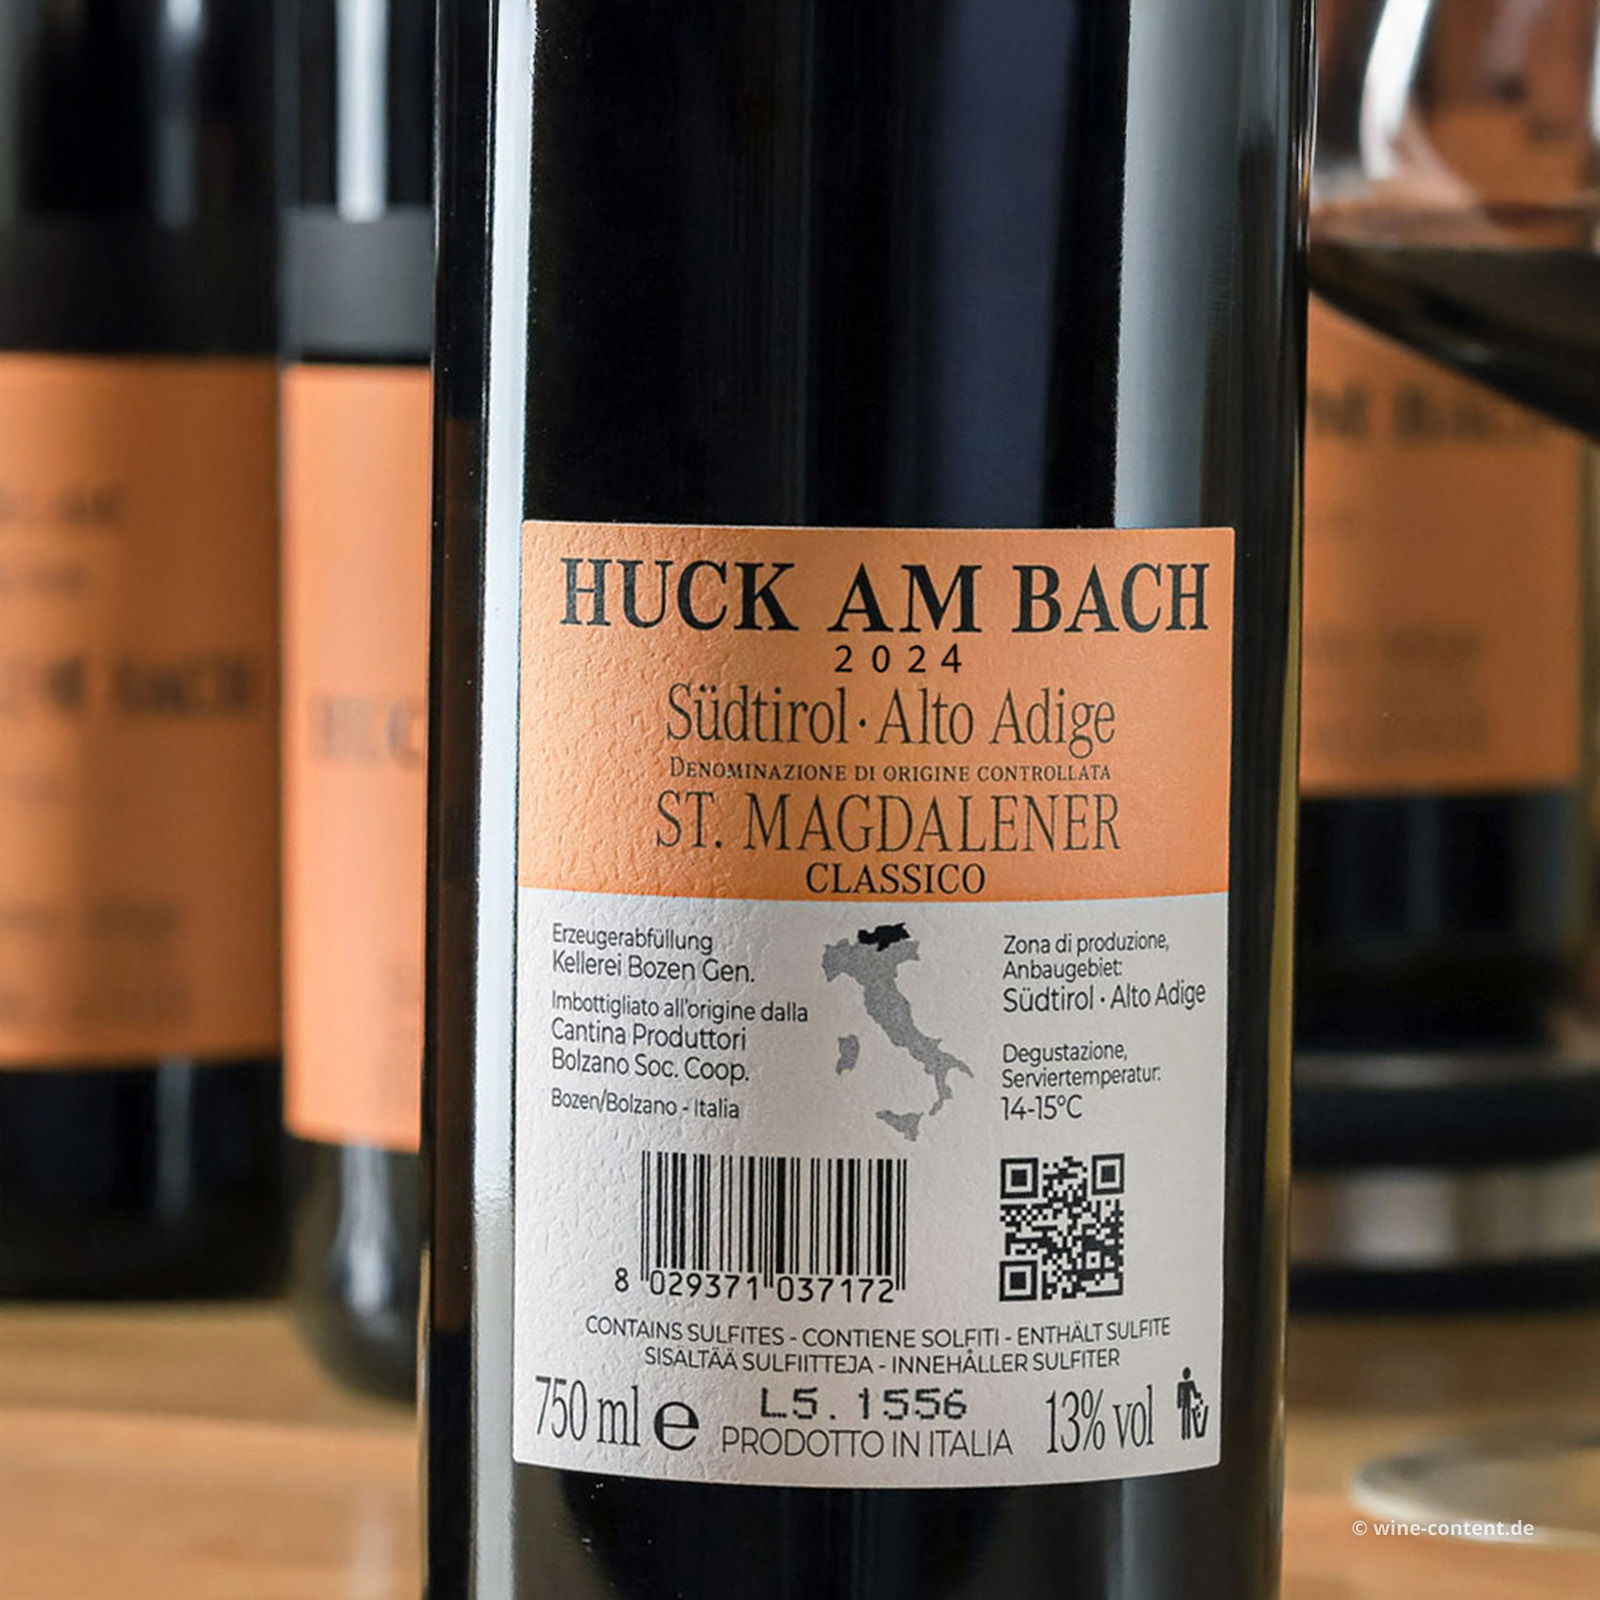 HUCK AM BACH
2024
Südtirol · Alto Adige
DENOMINAZIONE DI ORIGINE CONTROLLATA
ST. MAGDALENER
CLASSICO
Erzeugerabfüllung
Kellerei Bozen Gen.
Imbottigliato all'origine dalla
Cantina Produttori
Bolzano Soc. Coop.
Bozen/Bolzano - Italia
Zona di produzione,
Anbaugebiet:
Südtirol · Alto Adige
Degustazione,
Serviertemperatur:
14-15°C
8 029371 037172
CONTAINS SULFITES - CONTIENE SOLFITI - ENTHÄLT SULFITE
SISÄLTÄÄ SULFIITTEJA - INNEHÅLLER SULFITER
750 ml e L5. 1556 13% vol
PRODOTTO IN ITALIA
© wine-content.de